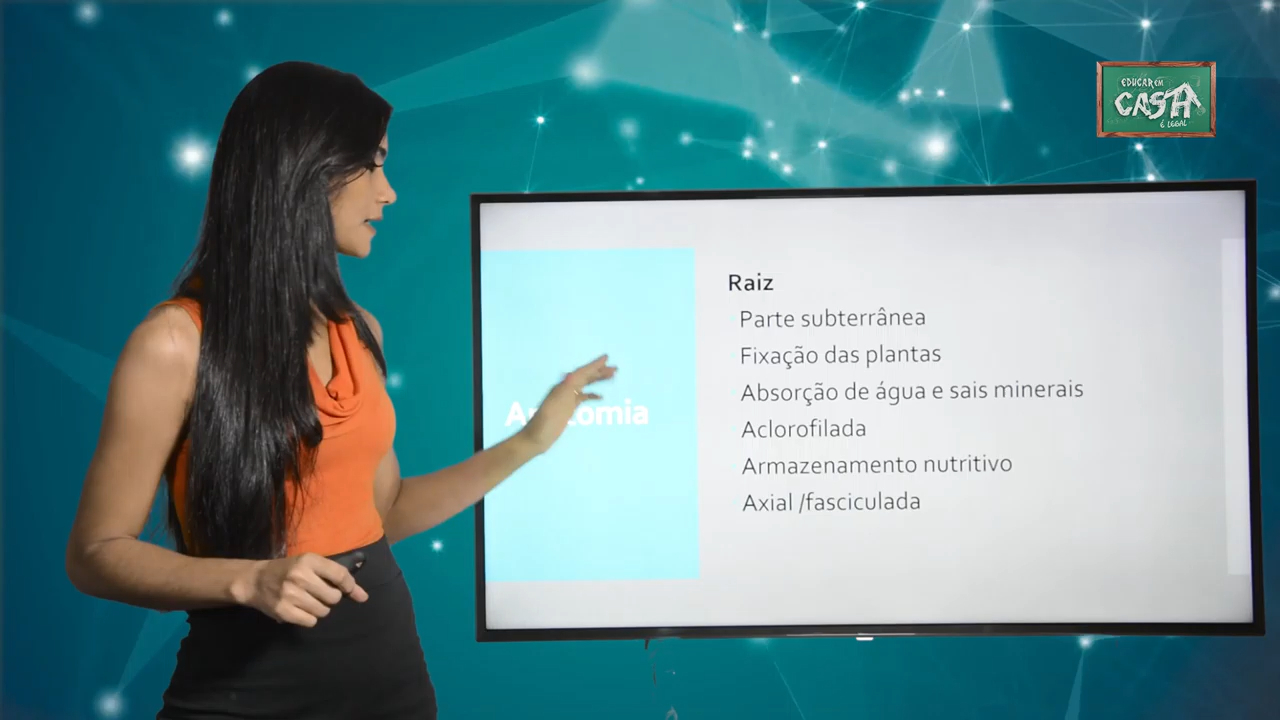 EDUCAR EM
CASA
É LEGAL
Raiz
Parte subterrânea
Fixação das plantas
Absorção de água e sais minerais
Aclorofilada
Armazenamento nutritivo
Axial /fasciculada